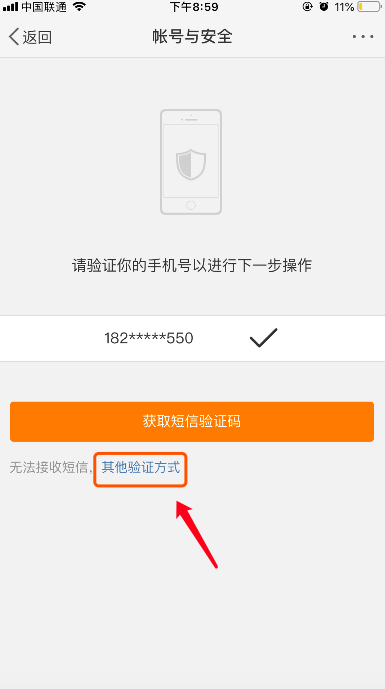 中国联通
下午8:59
11%
返回
帐号与安全
请验证你的手机号以进行下一步操作
182*****550
获取短信验证码
无法接收短信，其他验证方式